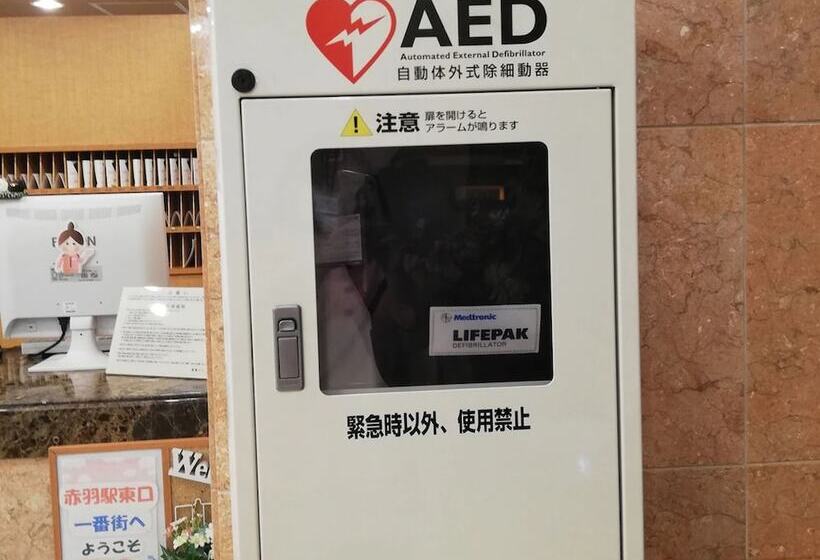 AED
Automated External Defibrillator
自動体外式除細動器
注意
扉を開けると
アラームが鳴ります
Medtronic
LIFEPAK
DEFIBRILLATOR
緊急時以外、使用禁止
赤羽駅東口
一番街へ
ようこそ